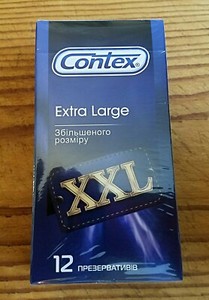 Contex
Extra Large
Збільшеного
розміру
XXL
12 ПРЕЗЕРВАТИВІВ